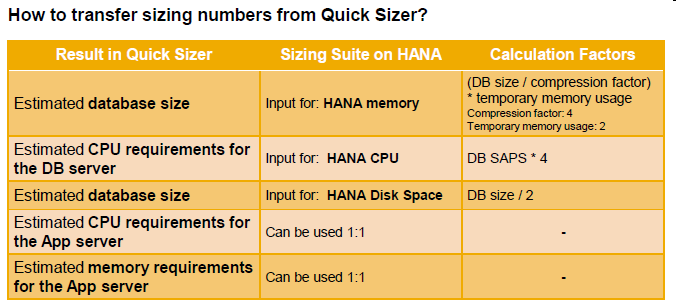 How to transfer sizing numbers from Quick Sizer?
Result in Quick Sizer Sizing Suite on HANA Calculation Factors
Estimated database size Input for: HANA memory (DB size / compression factor)
* temporary memory usage
Compression factor: 4
Temporary memory usage: 2
Estimated CPU requirements for
the DB server Input for: HANA CPU DB SAPS * 4
Estimated database size Input for: HANA Disk Space DB size / 2
Estimated CPU requirements for
the App server Can be used 1:1 -
Estimated memory requirements
for the App server Can be used 1:1 -